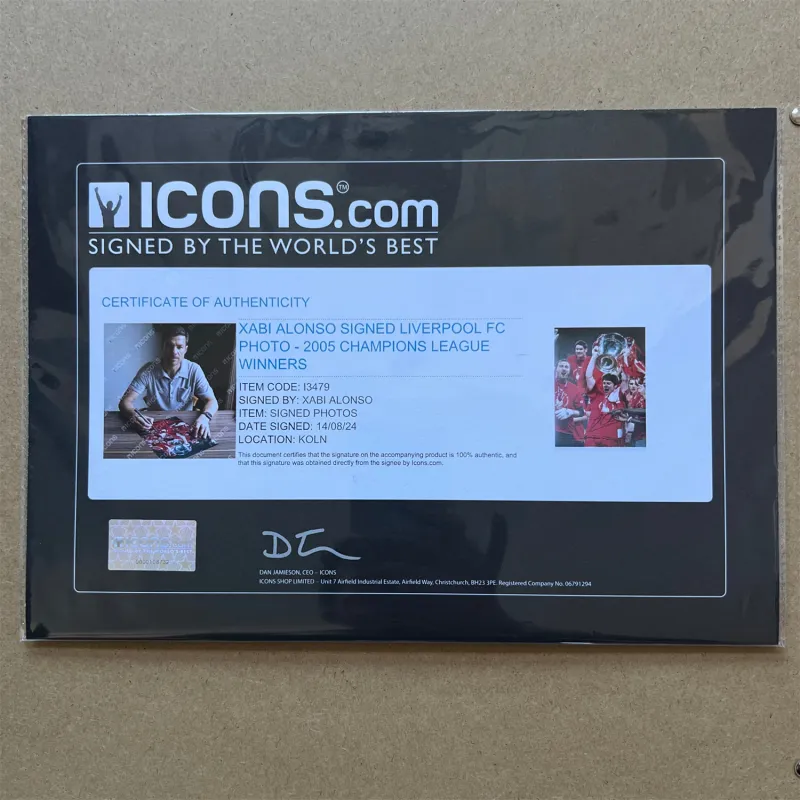 ICONS.com™
SIGNED BY THE WORLD'S BEST
CERTIFICATE OF AUTHENTICITY
XABI ALONSO SIGNED LIVERPOOL FC
PHOTO - 2005 CHAMPIONS LEAGUE
WINNERS
ITEM CODE: I3479
SIGNED BY: XABI ALONSO
ITEM: SIGNED PHOTOS
DATE SIGNED: 14/08/24
LOCATION: KOLN
This document certifies that the signature on the accompanying product is 100% authentic, and
that this signature was obtained directly from the signee by Icons.com.
DAN JAMIESON, CEO - ICONS
ICONS SHOP LIMITED - Unit 7 Airfield Industrial Estate, Airfield Way, Christchurch, BH23 3PE. Registered Company No. 06791294